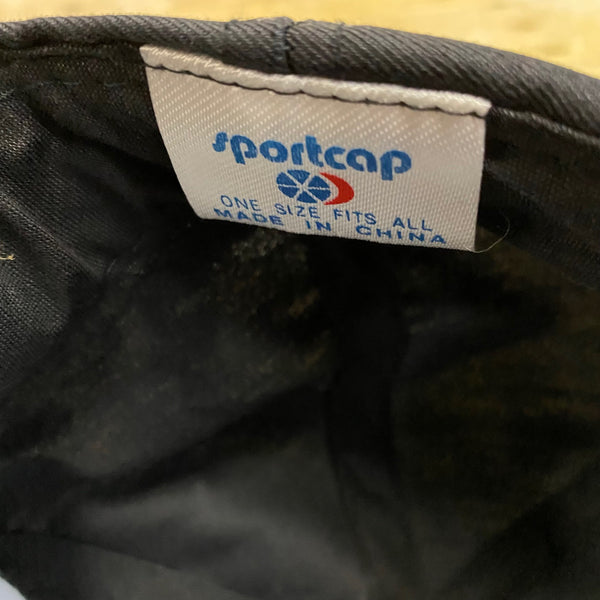 sportcap
ONE SIZE FITS ALL
MADE IN CHINA